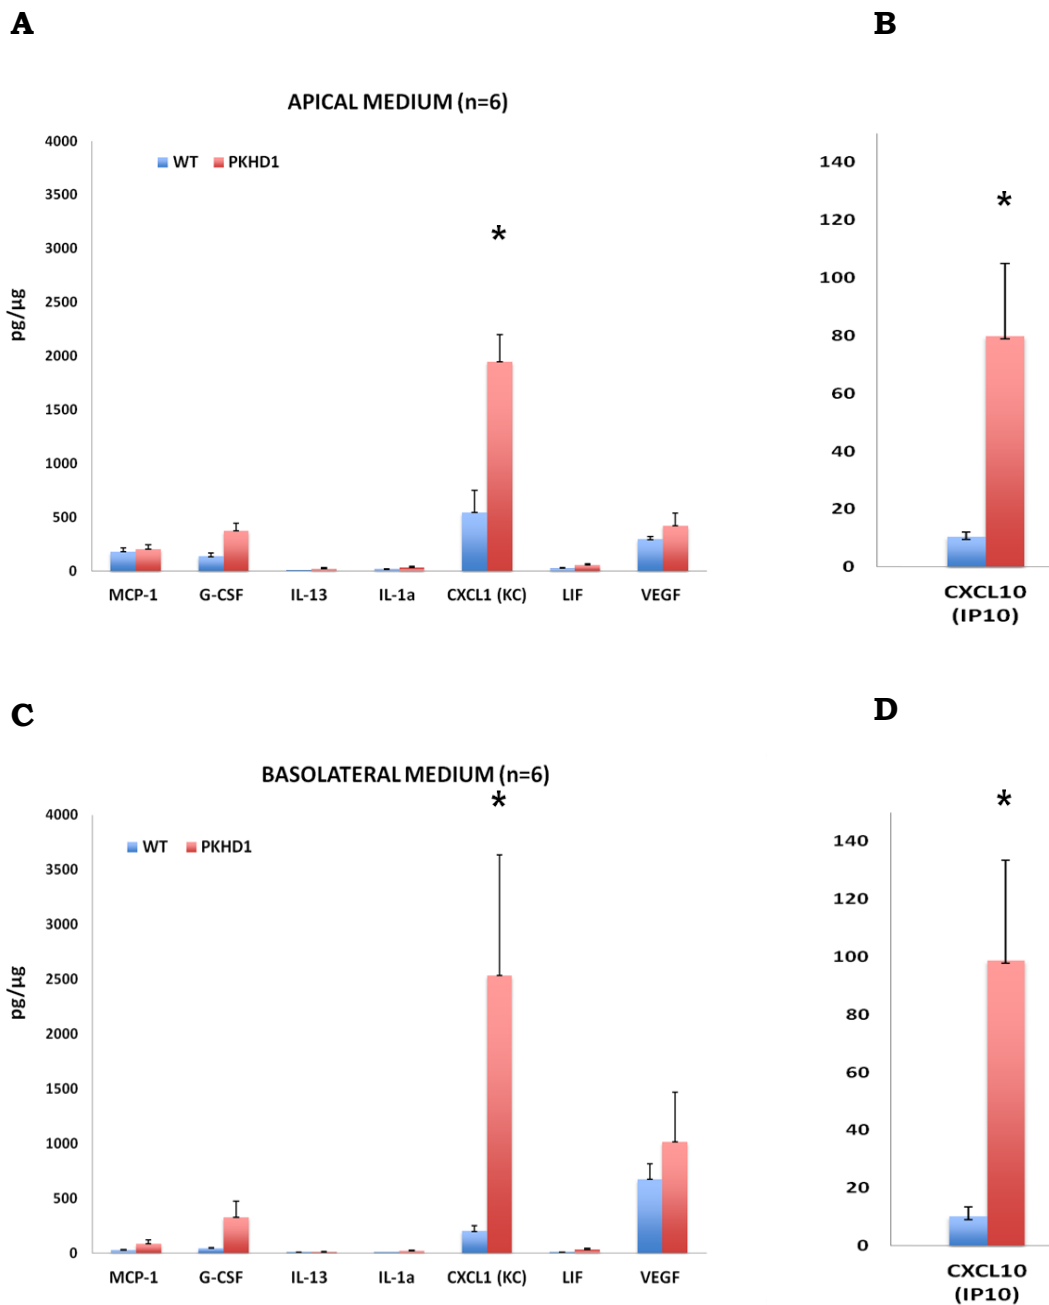 A
B
APICAL MEDIUM (n=6)
WT
PKHD1
*
*
pg/µg
4000
3500
3000
2500
2000
1500
1000
500
0
140
120
100
80
60
40
20
0
MCP-1 G-CSF IL-13 IL-1a CXCL1 (KC) LIF VEGF
CXCL10
(IP10)
C
D
BASOLATERAL MEDIUM (n=6)
WT
PKHD1
*
*
pg/µg
4000
3500
3000
2500
2000
1500
1000
500
0
140
120
100
80
60
40
20
0
MCP-1 G-CSF IL-13 IL-1a CXCL1 (KC) LIF VEGF
CXCL10
(IP10)